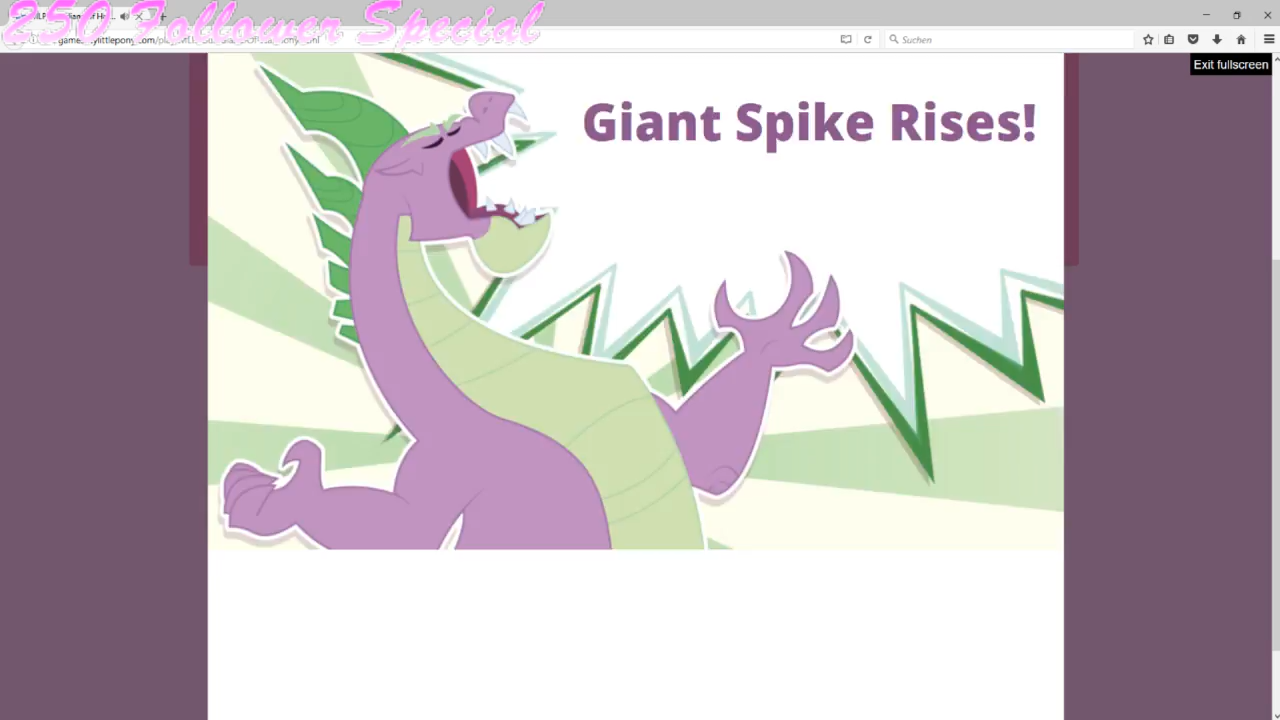 250 Follower Special
Suchen
Exit fullscreen
Giant Spike Rises!